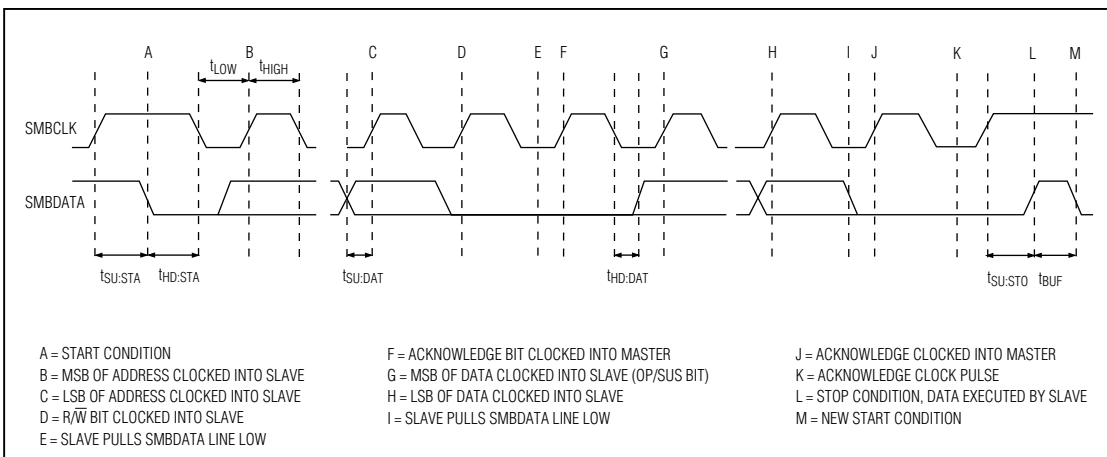 A B C D E F G H I J K L M
tLOW tHIGH
SMBCLK
SMBDATA
tSU:STA tHD:STA tSU:DAT tHD:DAT tSU:STO tBUF
A = START CONDITION
B = MSB OF ADDRESS CLOCKED INTO SLAVE
C = LSB OF ADDRESS CLOCKED INTO SLAVE
D = R/W̅ BIT CLOCKED INTO SLAVE
E = SLAVE PULLS SMBDATA LINE LOW
F = ACKNOWLEDGE BIT CLOCKED INTO MASTER
G = MSB OF DATA CLOCKED INTO SLAVE (OP/SUS BIT)
H = LSB OF DATA CLOCKED INTO SLAVE
I = SLAVE PULLS SMBDATA LINE LOW
J = ACKNOWLEDGE CLOCKED INTO MASTER
K = ACKNOWLEDGE CLOCK PULSE
L = STOP CONDITION, DATA EXECUTED BY SLAVE
M = NEW START CONDITION